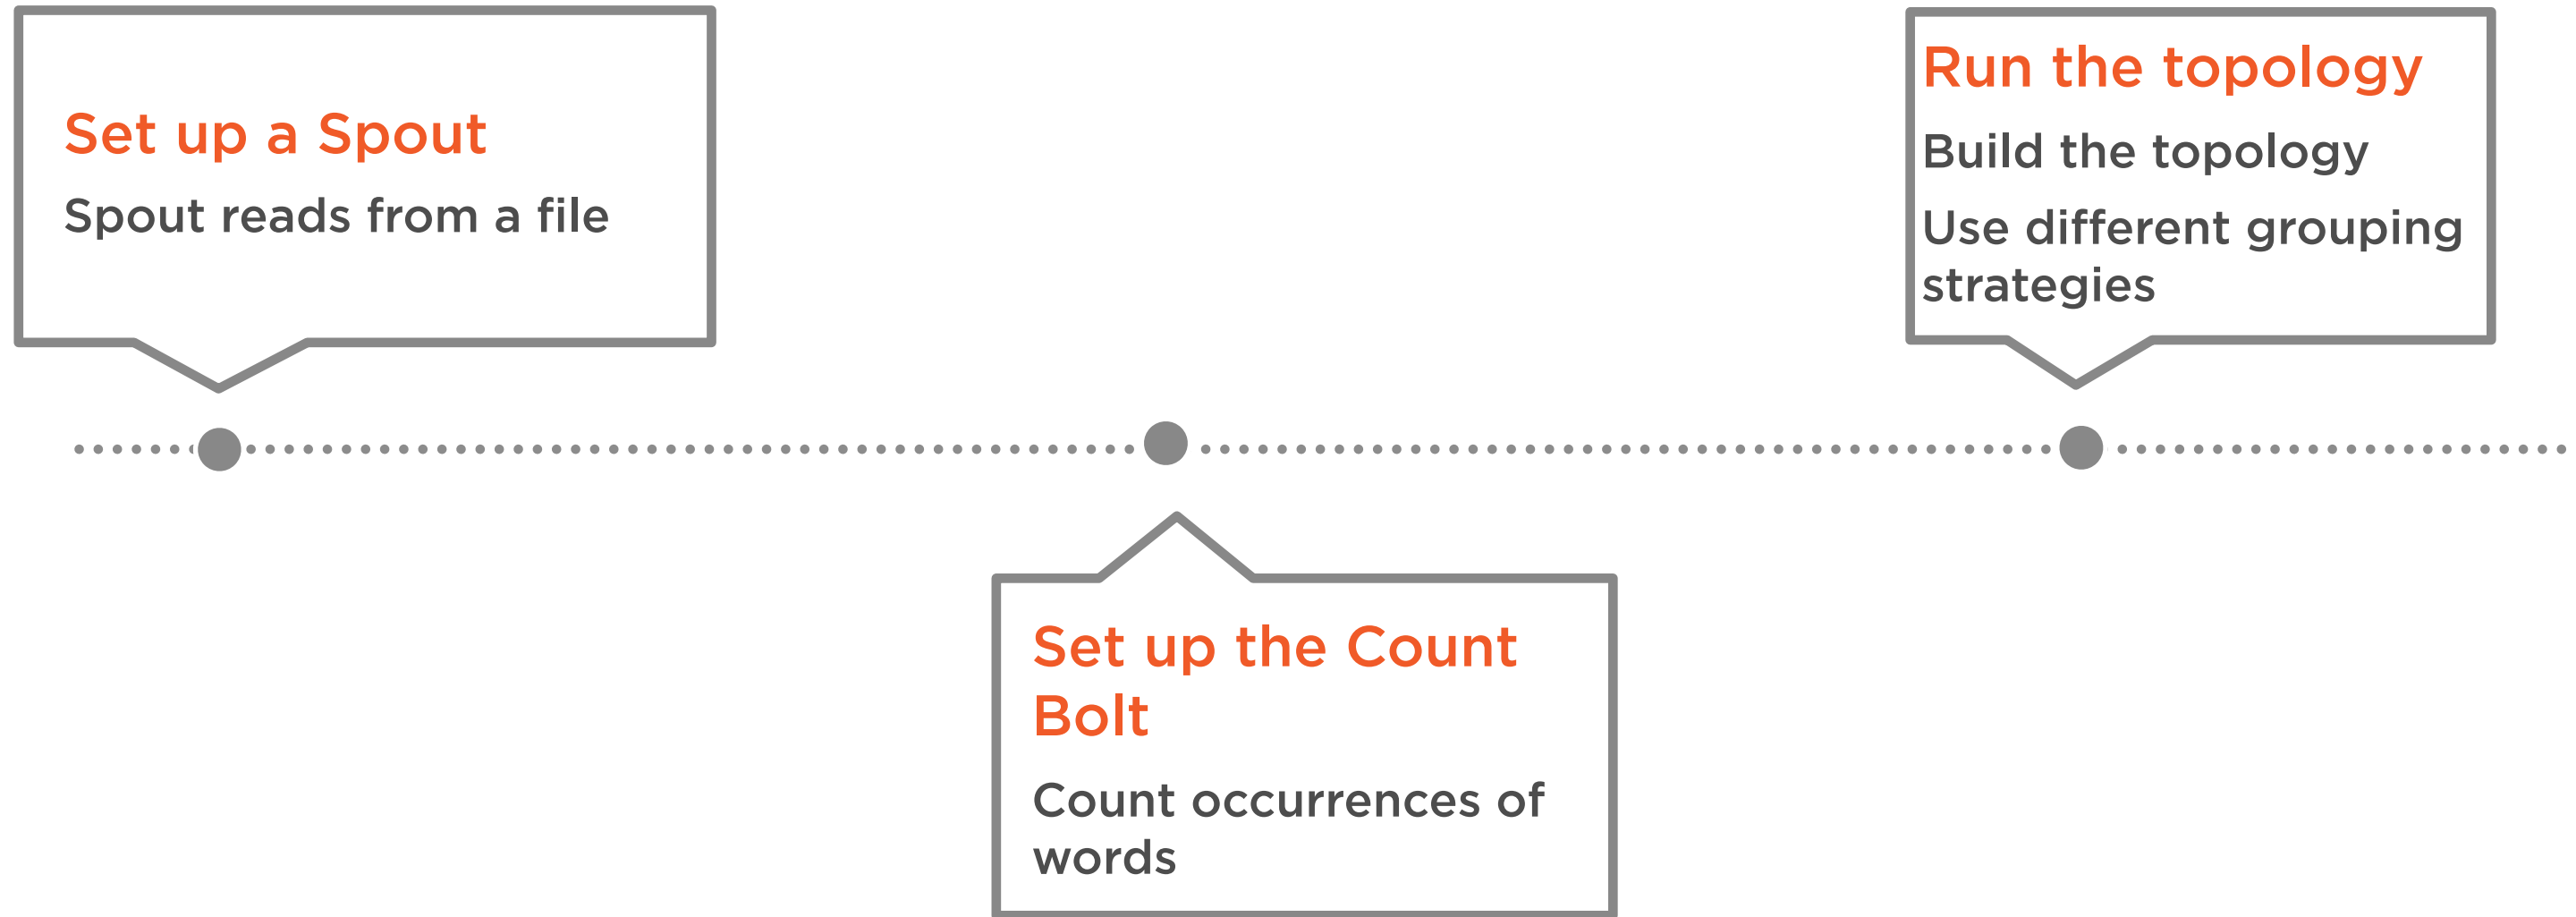 Set up a Spout
Spout reads from a file
Set up the Count
Bolt
Count occurrences of
words
Run the topology
Build the topology
Use different grouping
strategies